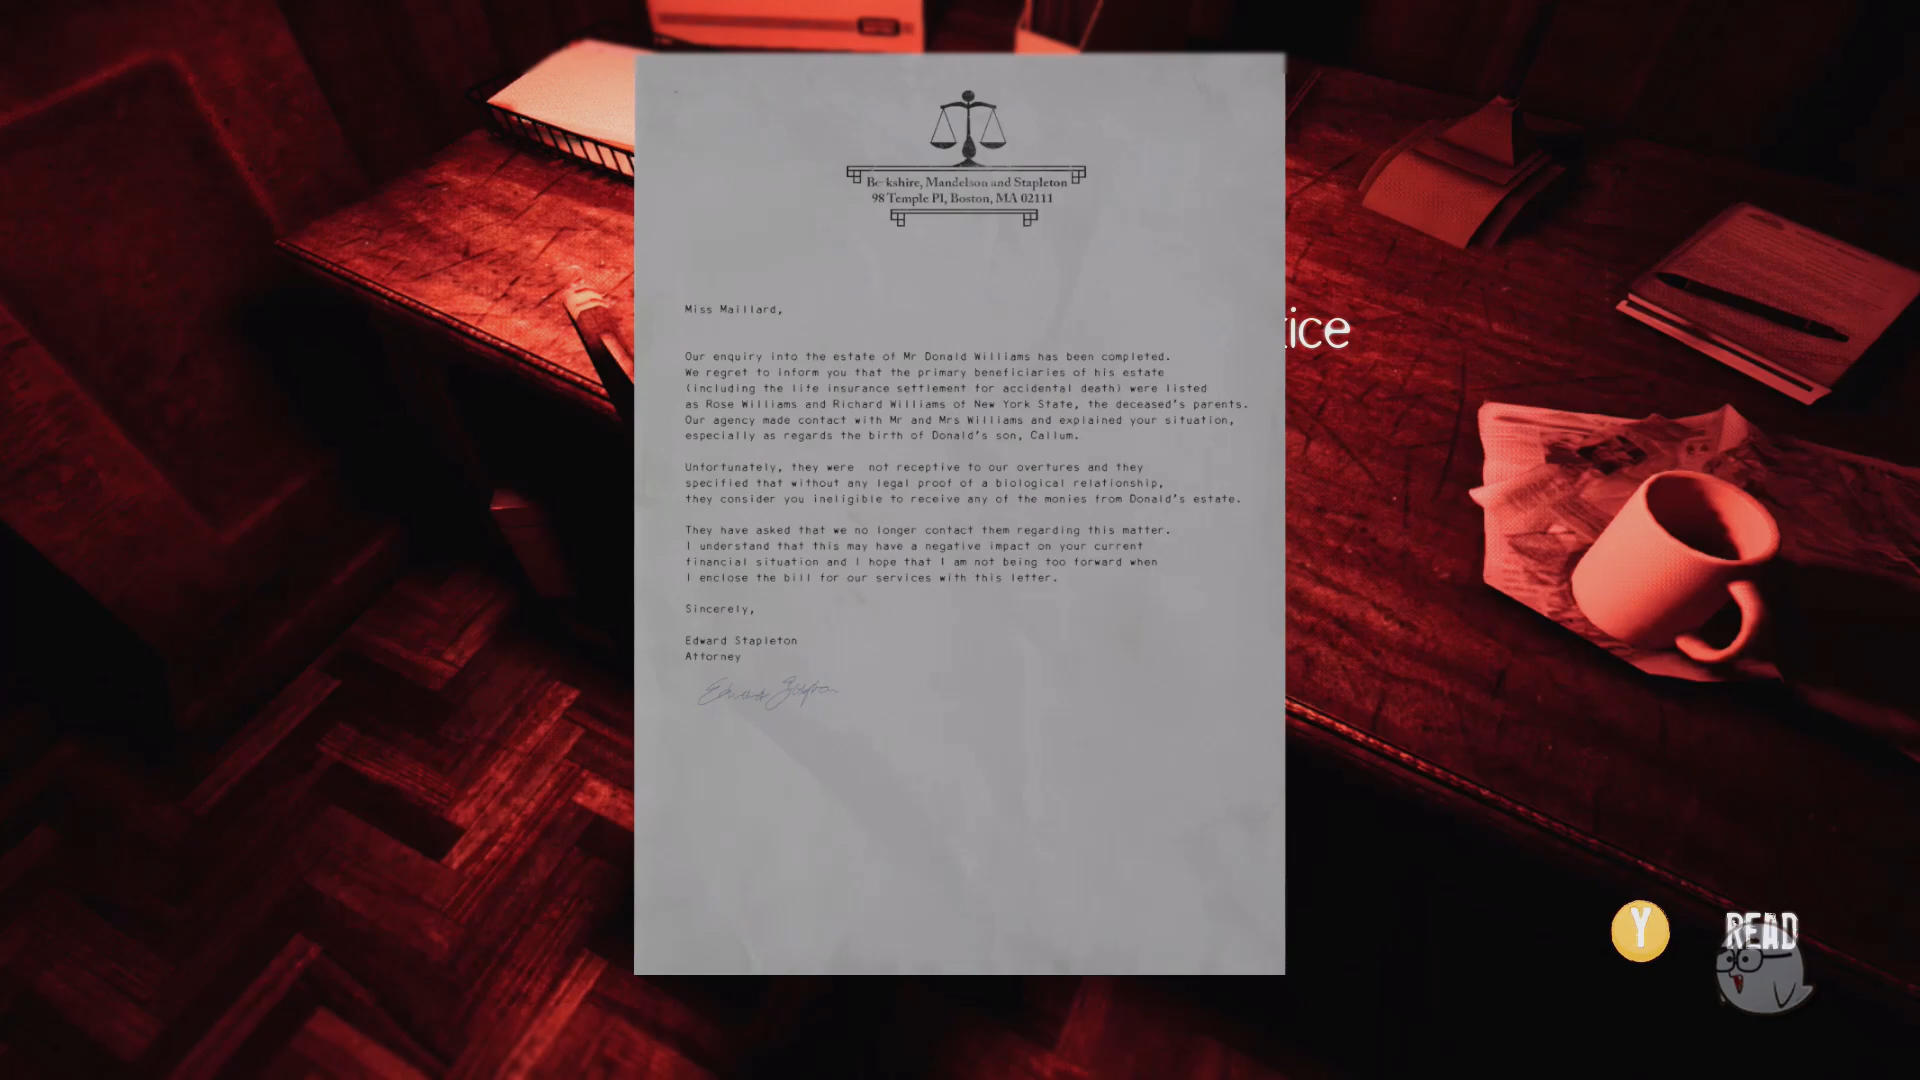 Berkshire, Mandelson and Stapleton
98 Temple Pl, Boston, MA 02111
Miss Maillard,
Our enquiry into the estate of Mr Donald Williams has been completed.
We regret to inform you that the primary beneficiaries of his estate
(including the life insurance settlement for accidental death) were listed
as Rose Williams and Richard Williams of New York State, the deceased's parents.
Our agency made contact with Mr and Mrs Williams and explained your situation,
especially as regards the birth of Donald's son, Callum.
Unfortunately, they were  not receptive to our overtures and they
specified that without any legal proof of a biological relationship,
they consider you ineligible to receive any of the monies from Donald's estate.
They have asked that we no longer contact them regarding this matter.
I understand that this may have a negative impact on your current
financial situation and I hope that I am not being too forward when
I enclose the bill for our services with this letter.
Sincerely,
Edward Stapleton
Attorney
Y READ